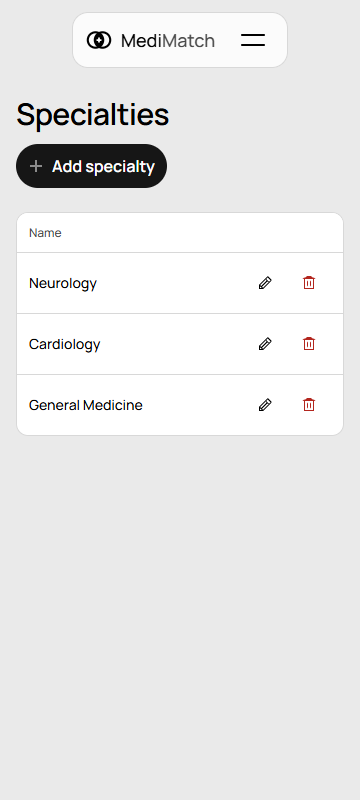 MediMatch
Specialties
Add specialty
Name
Neurology
Cardiology
General Medicine